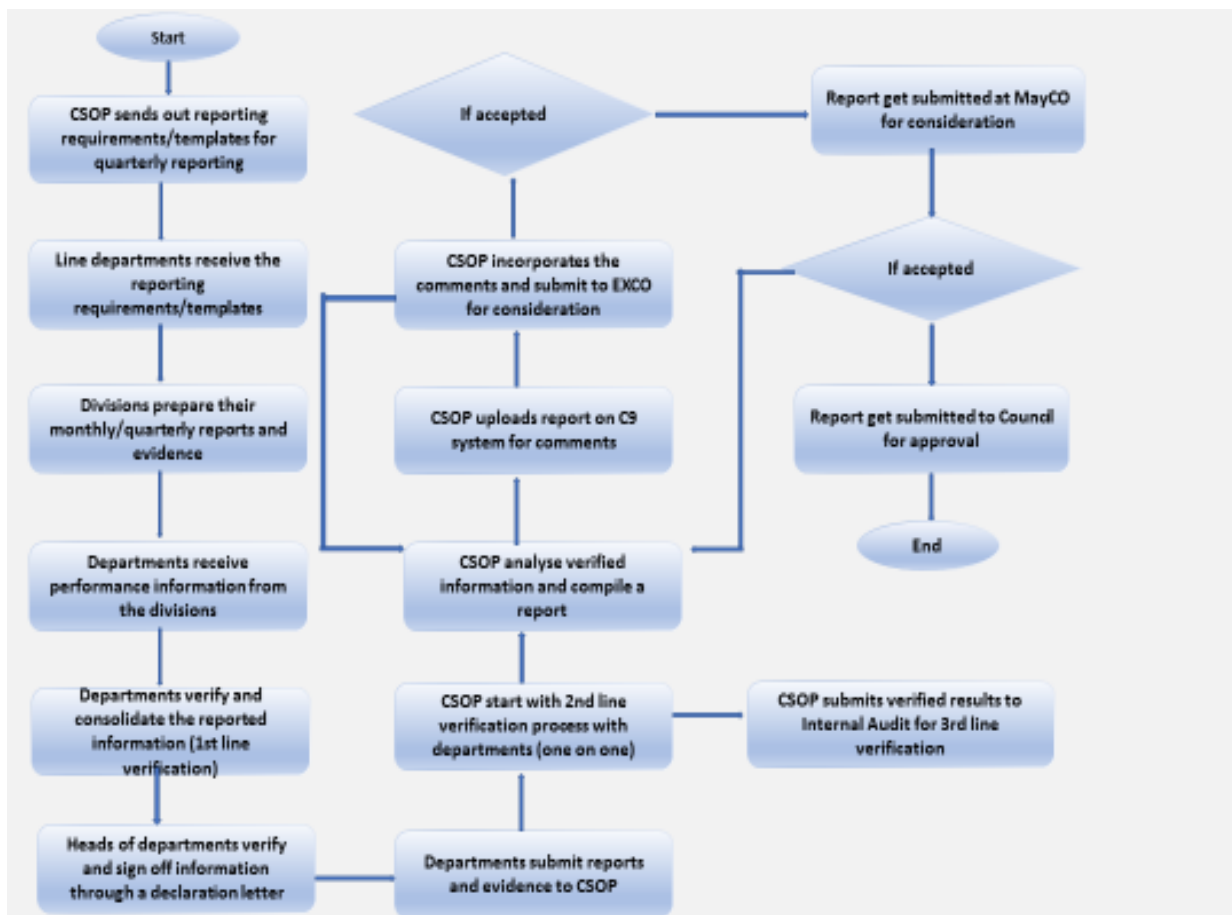 Start
CSOP sends out reporting
requirements/templates for
quarterly reporting
Line departments receive the
reporting
requirements/templates
Divisions prepare their
monthly/quarterly reports and
evidence
Departments receive
performance information from
the divisions
Departments verify and
consolidate the reported
information (1st line
verification)
Heads of departments verify
and sign off information
through a declaration letter
Departments submit reports
and evidence to CSOP
CSOP start with 2nd line
verification process with
departments (one on one)
CSOP submits verified results to
Internal Audit for 3rd line
verification
CSOP analyse verified
information and compile a
report
CSOP uploads report on C9
system for comments
CSOP incorporates the
comments and submit to EXCO
for consideration
If accepted
Report get submitted at MayCO
for consideration
If accepted
Report get submitted to Council
for approval
End